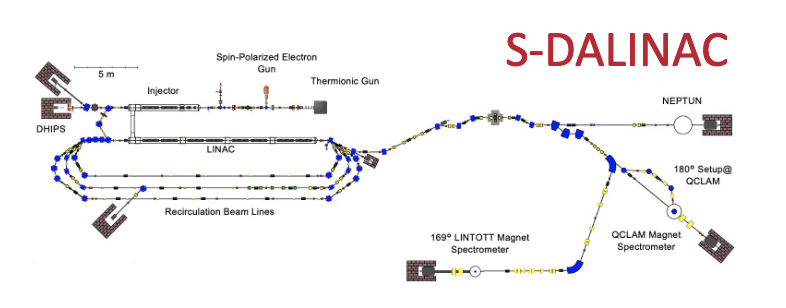 S-DALINAC
Spin-Polarized Electron
Gun
5 m
Injector
Thermionic Gun
NEPTUN
DHIPS
LINAC
180° Setup@
QCLAM
Recirculation Beam Lines
169° LINTOTT Magnet
Spectrometer
QCLAM Magnet
Spectrometer